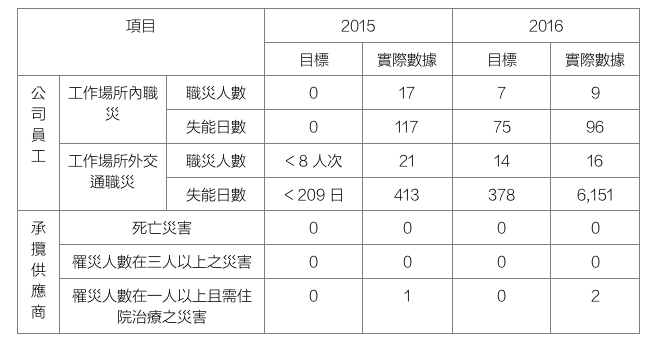 項目 2015 2016
目標 實際數據 目標 實際數據
公司員工 工作場所內職災 職災人數 0 17 7 9
失能日數 0 117 75 96
工作場所外交通職災 職災人數 <8 人次 21 14 16
失能日數 <209 日 413 378 6,151
承攬供應商 死亡災害 0 0 0 0
罹災人數在三人以上之災害 0 0 0 0
罹災人數在一人以上且需住院治療之災害 0 1 0 2